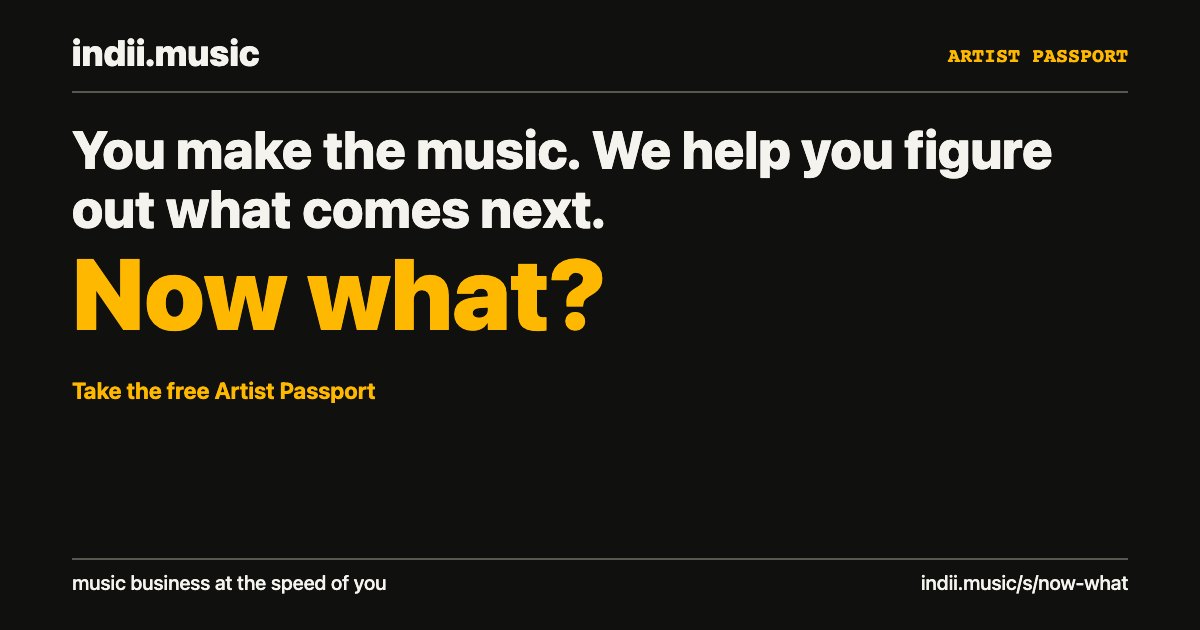 indii.music
ARTIST PASSPORT
You make the music. We help you figure
out what comes next.
Now what?
Take the free Artist Passport
music business at the speed of you
indii.music/s/now-what